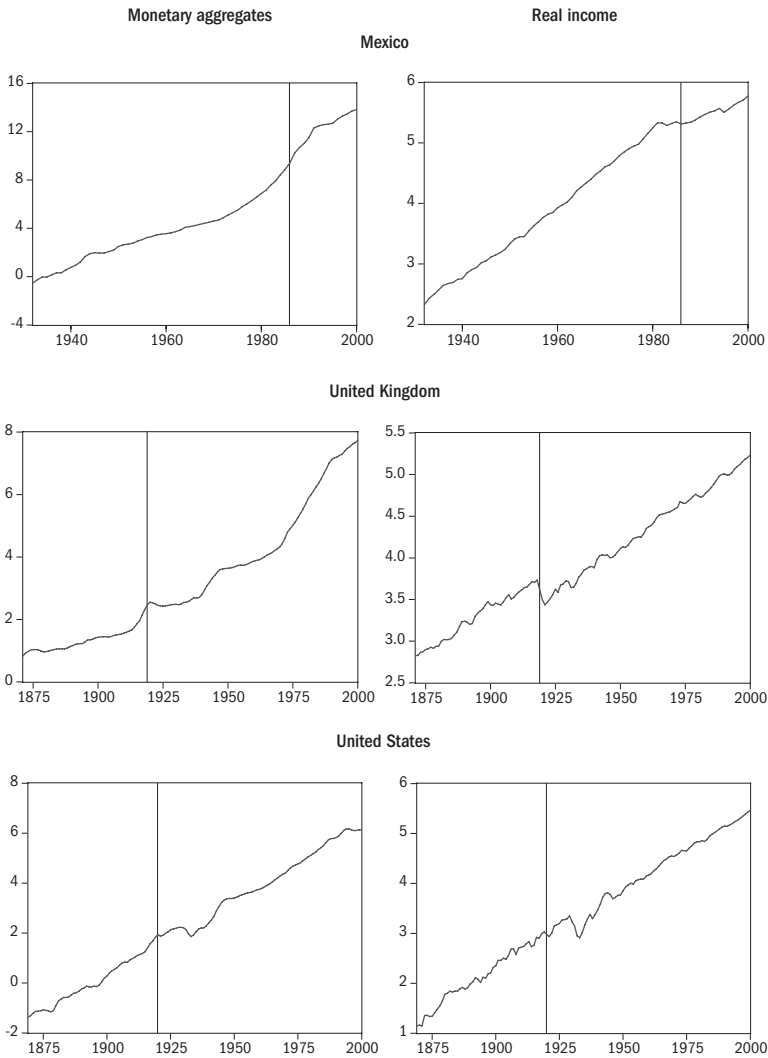 Monetary aggregates Real income
Mexico
16 6
12 5
8
4 4
0 3
-4 2
1940 1960 1980 2000 1940 1960 1980 2000
United Kingdom
8 5.5
5.0
6 4.5
4 4.0
3.5
2 3.0
0 2.5
1875 1900 1925 1950 1975 2000 1875 1900 1925 1950 1975 2000
United States
8 6
6 5
4 4
2 3
0 2
-2 1
1875 1900 1925 1950 1975 2000 1875 1900 1925 1950 1975 2000